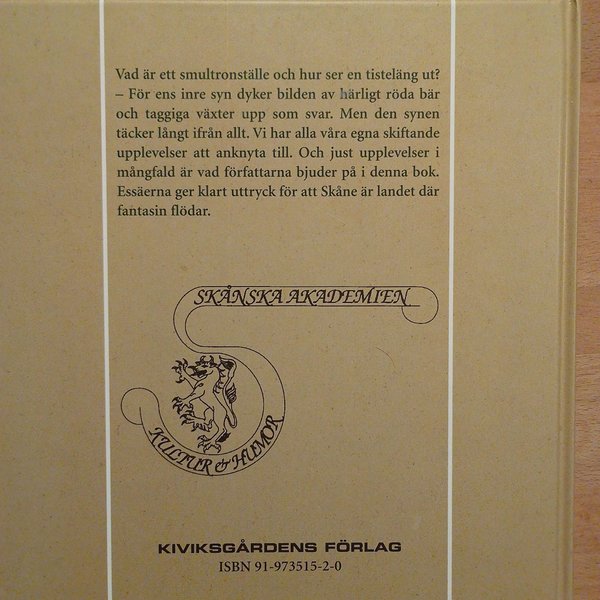 Vad är ett smultronställe och hur ser en tisteläng ut?
– För ens inre syn dyker bilden av härligt röda bär
och taggiga växter upp som svar. Men den synen
täcker långt ifrån allt. Vi har alla våra egna skiftande
upplevelser att anknyta till. Och just upplevelser i
mångfald är vad författarna bjuder på i denna bok.
Essäerna ger klart uttryck för att Skåne är landet där
fantasin flödar.
SKÅNSKA AKADEMIEN
KULTUR & HUMOR
KIVIKSGÅRDENS FÖRLAG
ISBN 91-973515-2-0